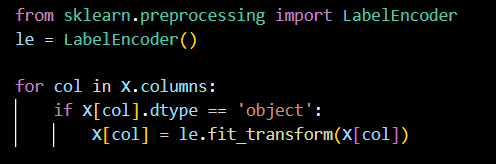 from sklearn.preprocessing import LabelEncoder
le = LabelEncoder()
for col in X.columns:
    if X[col].dtype == 'object':
        X[col] = le.fit_transform(X[col])